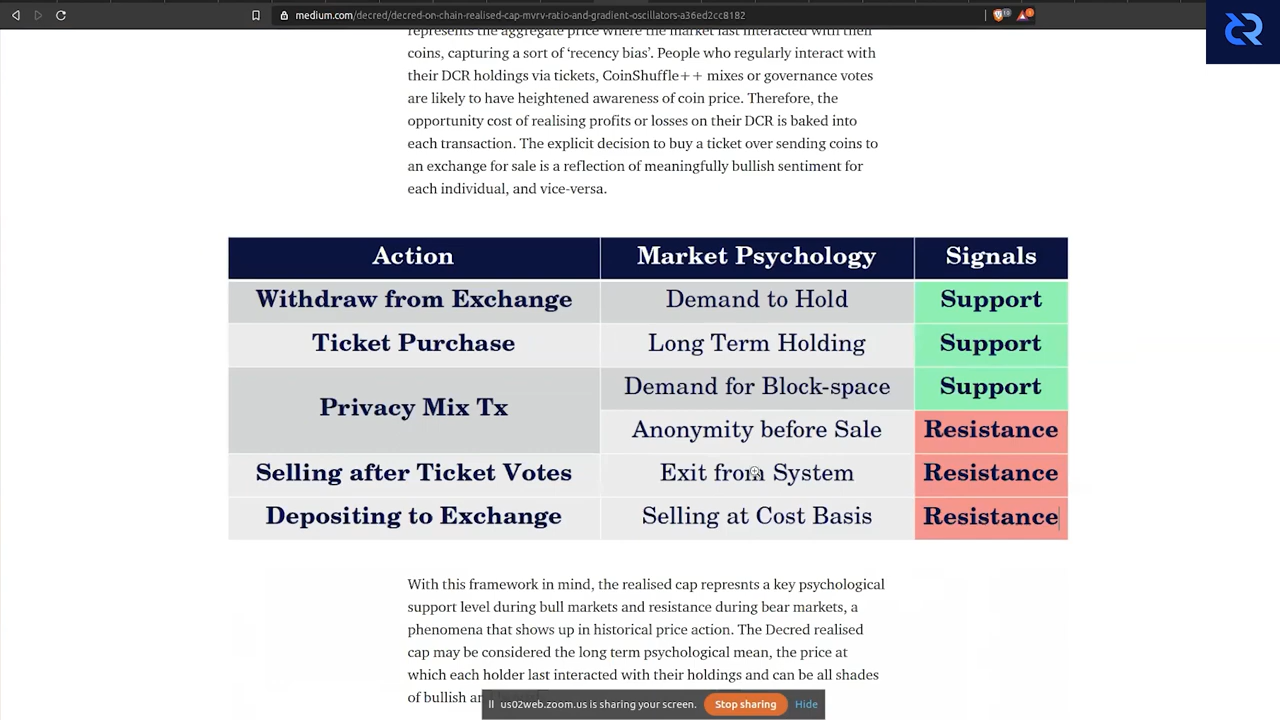 medium.com/decred/decred-on-chain-realised-cap-mvrv-ratio-and-gradient-oscillators-a36ed2cc8182
represents the aggregate price where the market last interacted with their
coins, capturing a sort of ‘recency bias’. People who regularly interact with
their DCR holdings via tickets, CoinShuffle++ mixes or governance votes
are likely to have heightened awareness of coin price. Therefore, the
opportunity cost of realising profits or losses on their DCR is baked into
each transaction. The explicit decision to buy a ticket over sending coins to
an exchange for sale is a reflection of meaningfully bullish sentiment for
each individual, and vice-versa.
Action Market Psychology Signals
Withdraw from Exchange Demand to Hold Support
Ticket Purchase Long Term Holding Support
Privacy Mix Tx Demand for Block-space Support
Anonymity before Sale Resistance
Selling after Ticket Votes Exit from System Resistance
Depositing to Exchange Selling at Cost Basis Resistance
With this framework in mind, the realised cap represnts a key psychological
support level during bull markets and resistance during bear markets, a
phenomena that shows up in historical price action. The Decred realised
cap may be considered the long term psychological mean, the price at
which each holder last interacted with their holdings and can be all shades
of bullish
us02web.zoom.us is sharing your screen. Stop sharing Hide